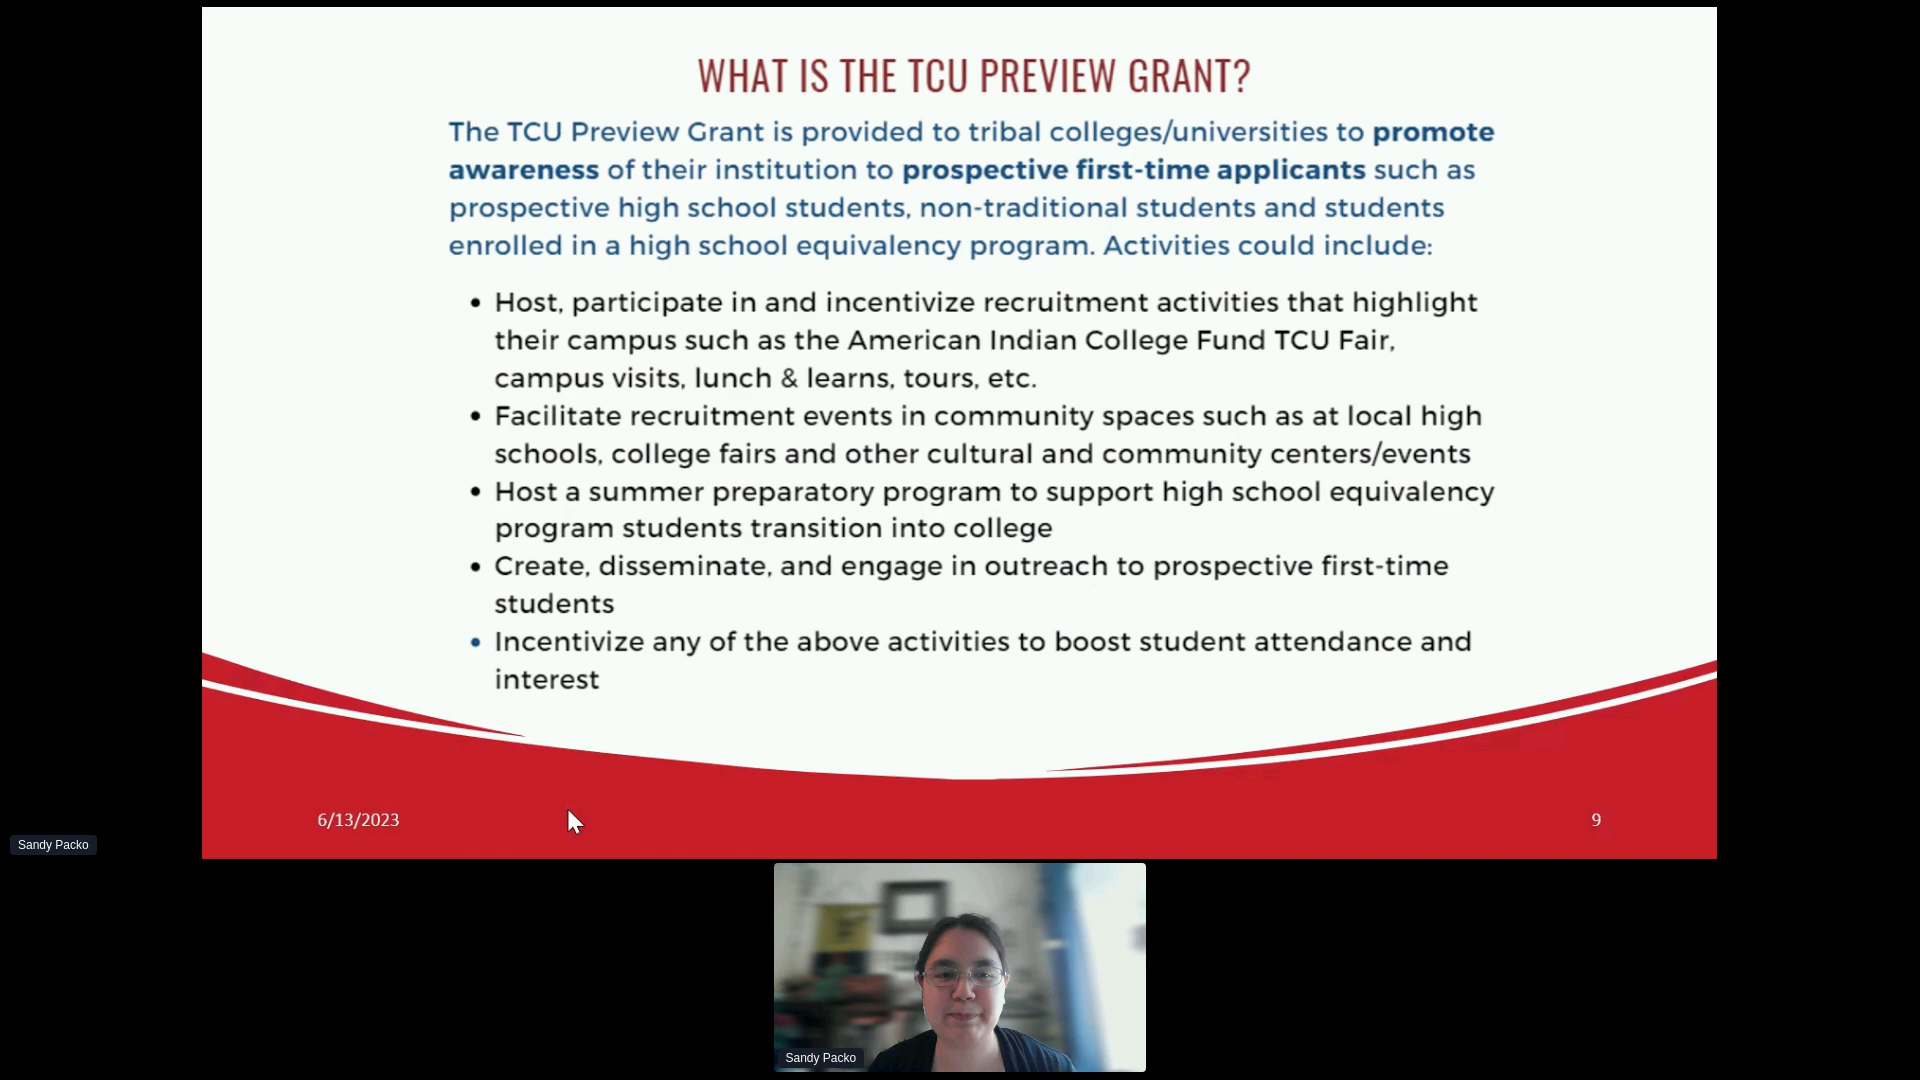 WHAT IS THE TCU PREVIEW GRANT?
The TCU Preview Grant is provided to tribal colleges/universities to promote
awareness of their institution to prospective first-time applicants such as
prospective high school students, non-traditional students and students
enrolled in a high school equivalency program. Activities could include:
• Host, participate in and incentivize recruitment activities that highlight
their campus such as the American Indian College Fund TCU Fair,
campus visits, lunch & learns, tours, etc.
• Facilitate recruitment events in community spaces such as at local high
schools, college fairs and other cultural and community centers/events
• Host a summer preparatory program to support high school equivalency
program students transition into college
• Create, disseminate, and engage in outreach to prospective first-time
students
• Incentivize any of the above activities to boost student attendance and
interest
6/13/2023
9
Sandy Packo
Sandy Packo